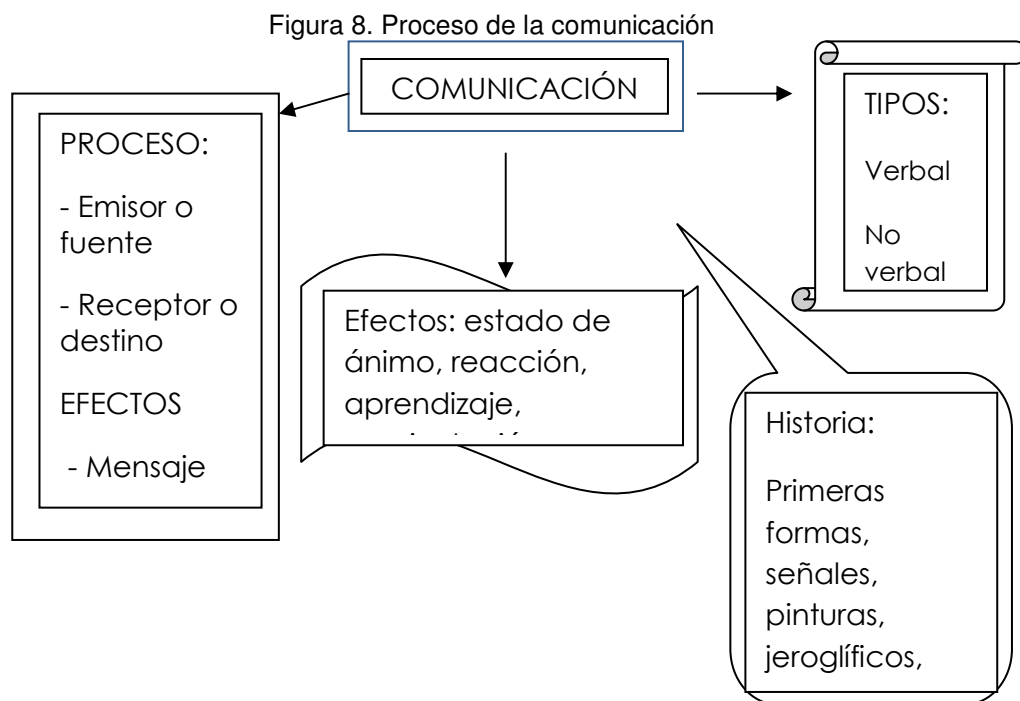 Figura 8. Proceso de la comunicación
COMUNICACIÓN
PROCESO:
- Emisor o
fuente
- Receptor o
destino
EFECTOS
- Mensaje
Efectos: estado de
ánimo, reacción,
aprendizaje,
TIPOS:
Verbal
No
verbal
Historia:
Primeras
formas,
señales,
pinturas,
jeroglíficos,